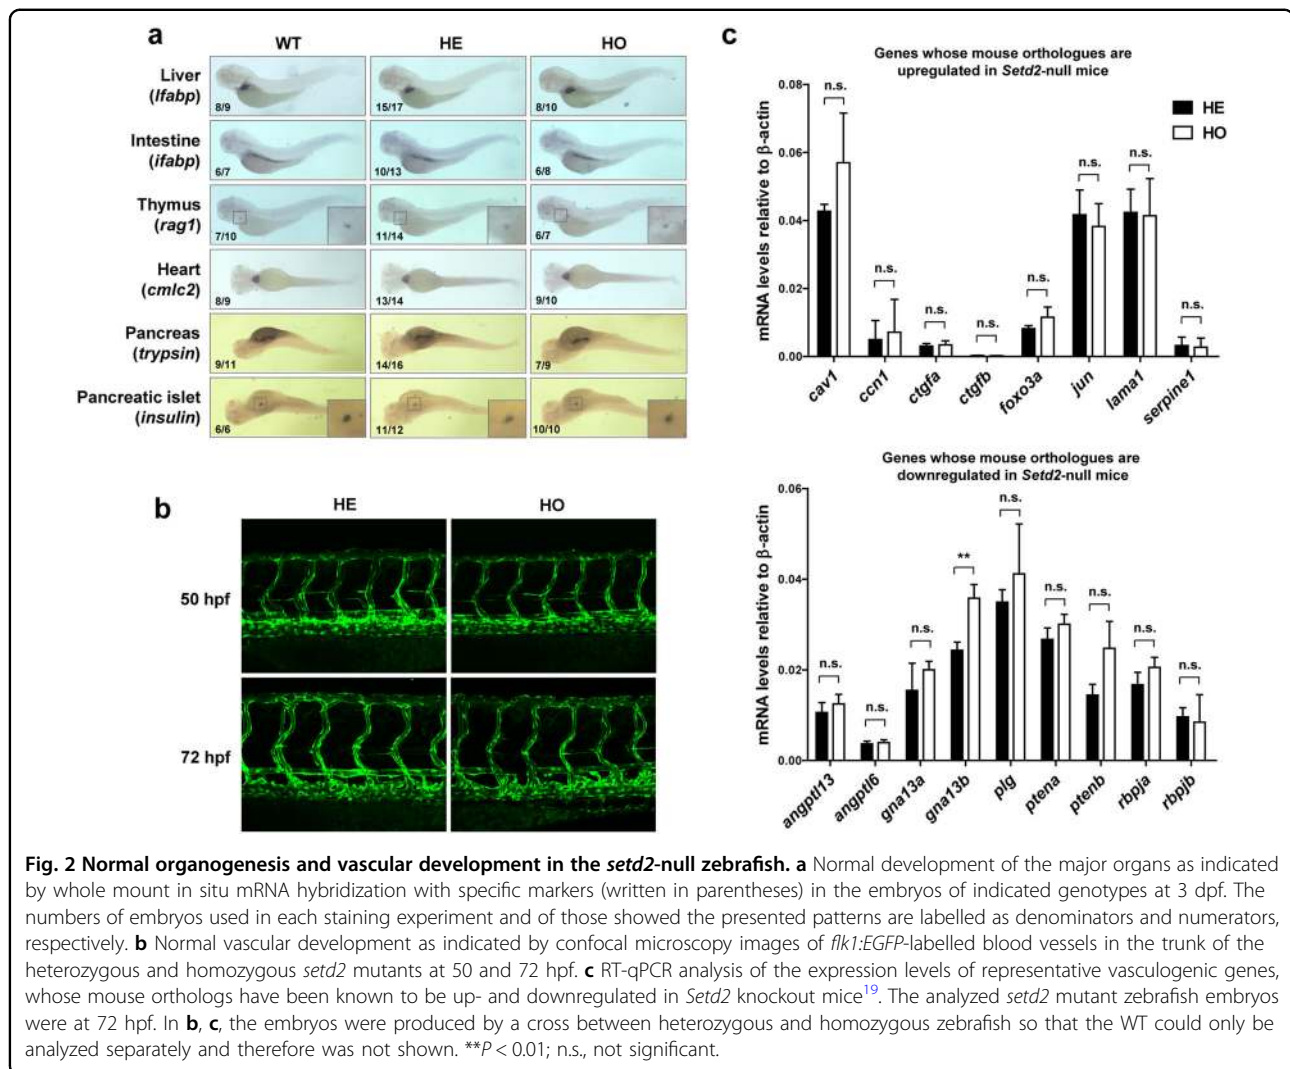 a
WT HE HO
Liver
(lfabp)
8/9 15/17 8/10
Intestine
(ifabp)
6/7 10/13 6/8
Thymus
(rag1)
7/10 11/14 6/7
Heart
(cmlc2)
8/9 13/14 9/10
Pancreas
(trypsin)
9/11 14/16 7/9
Pancreatic islet
(insulin)
6/6 11/12 10/10
b
HE HO
50 hpf
72 hpf
c
Genes whose mouse orthologues are
upregulated in Setd2-null mice
mRNA levels relative to β-actin
0.08
0.06
0.04
0.02
0.00
n.s. n.s. n.s. n.s. n.s. n.s. n.s. n.s.
HE
HO
cav1 ccn1 ctgfa ctgfb foxo3a jun lama1 serpine1
Genes whose mouse orthologues are
downregulated in Setd2-null mice
mRNA levels relative to β-actin
0.06
0.04
0.02
0.00
n.s. n.s. n.s. ** n.s. n.s. n.s. n.s. n.s.
angptl13 angptl6 gna13a gna13b plg ptena ptenb rbpja rbpjb
Fig. 2 Normal organogenesis and vascular development in the setd2-null zebrafish. a Normal development of the major organs as indicated
by whole mount in situ mRNA hybridization with specific markers (written in parentheses) in the embryos of indicated genotypes at 3 dpf. The
numbers of embryos used in each staining experiment and of those showed the presented patterns are labelled as denominators and numerators,
respectively. b Normal vascular development as indicated by confocal microscopy images of flk1:EGFP-labelled blood vessels in the trunk of the
heterozygous and homozygous setd2 mutants at 50 and 72 hpf. c RT-qPCR analysis of the expression levels of representative vasculogenic genes,
whose mouse orthologs have been known to be up- and downregulated in Setd2 knockout mice19. The analyzed setd2 mutant zebrafish embryos
were at 72 hpf. In b, c, the embryos were produced by a cross between heterozygous and homozygous zebrafish so that the WT could only be
analyzed separately and therefore was not shown. **P < 0.01; n.s., not significant.